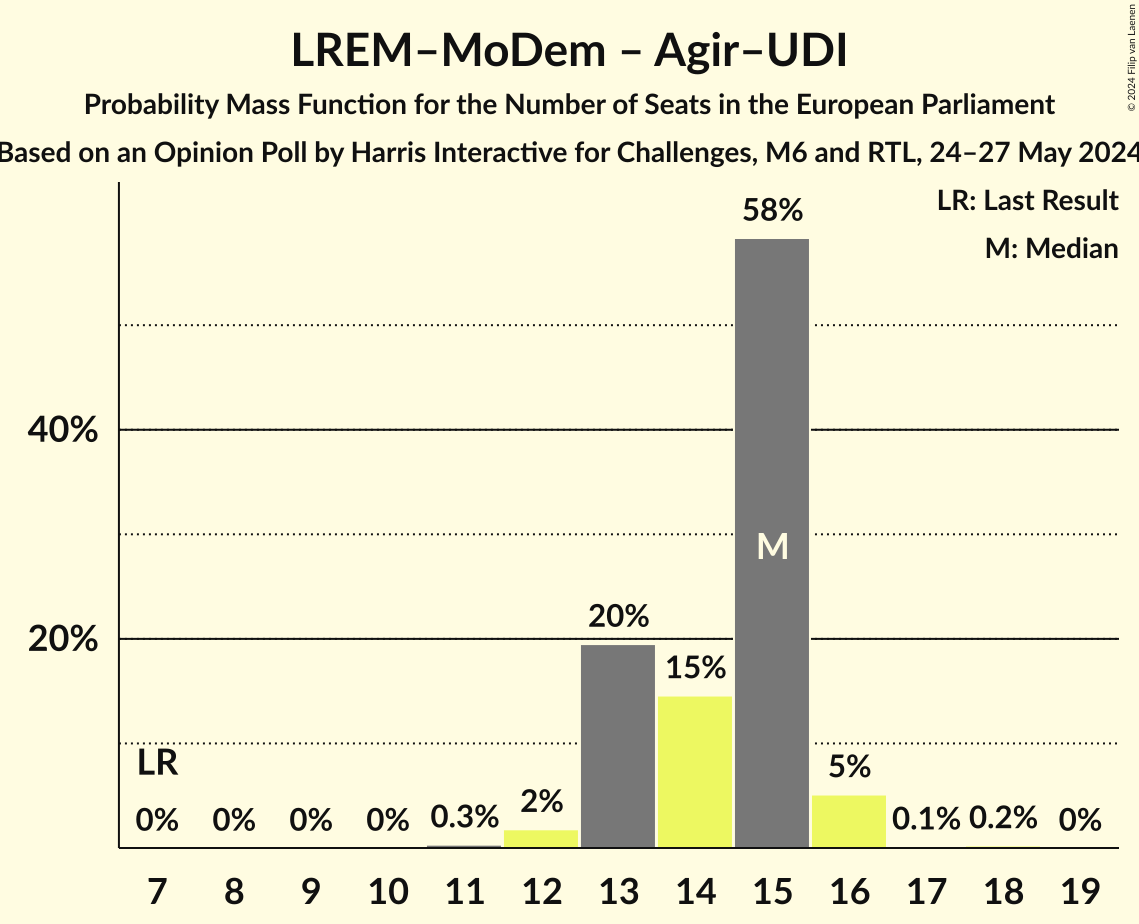 © 2024 Filip van Laenen
LREM–MoDem – Agir–UDI
Probability Mass Function for the Number of Seats in the European Parliament
Based on an Opinion Poll by Harris Interactive for Challenges, M6 and RTL, 24–27 May 2024
LR: Last Result
M: Median
58%
40%
M
20%
20%
15%
LR
0% 0% 0% 0% 0.3% 2% 5% 0.1% 0.2% 0%
7 8 9 10 11 12 13 14 15 16 17 18 19